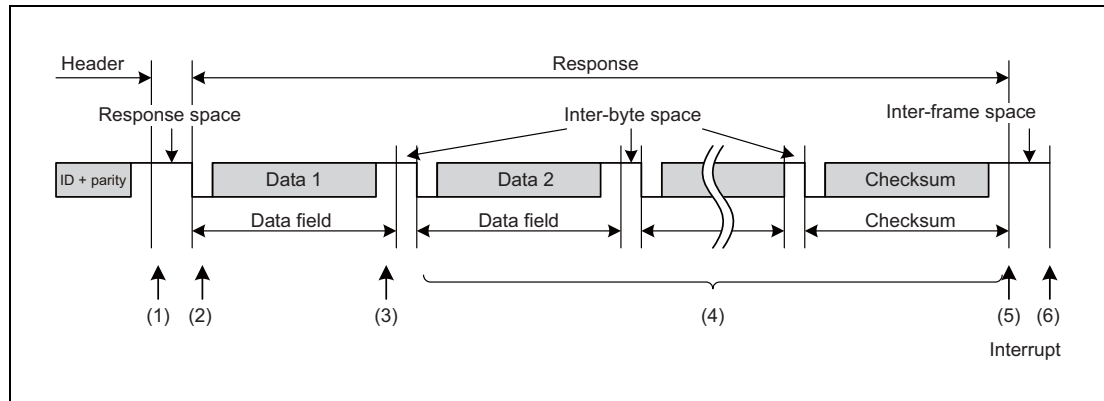 Header
Response
Response space
Inter-byte space
Inter-frame space
ID + parity
Data 1
Data 2
Checksum
Data field
Data field
Checksum
(1)
(2)
(3)
(4)
(5)
(6)
Interrupt